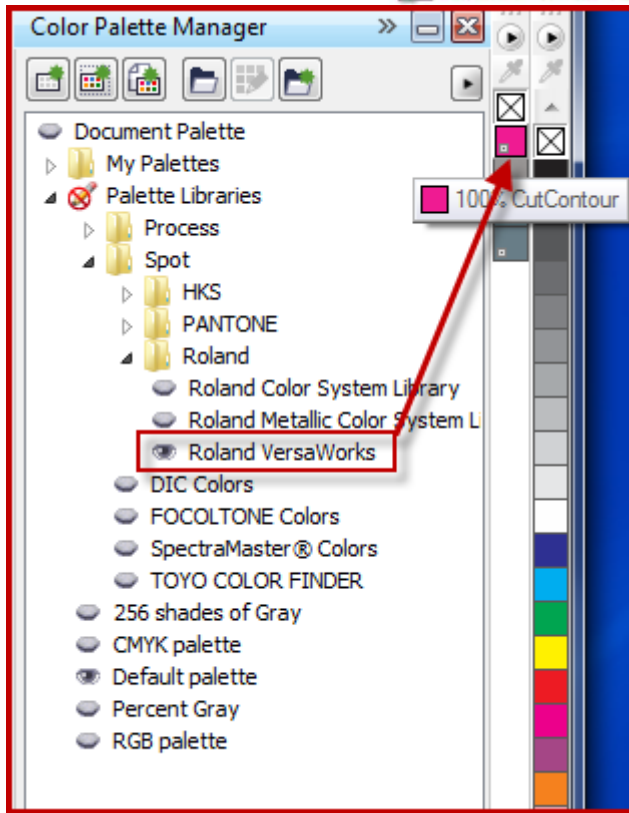 Color Palette Manager
Document Palette
My Palettes
Palette Libraries
Process
Spot
HKS
PANTONE
Roland
Roland Color System Library
Roland Metallic Color System Li
Roland VersaWorks
DIC Colors
FOCOLTONE Colors
SpectraMaster® Colors
TOYO COLOR FINDER
256 shades of Gray
CMYK palette
Default palette
Percent Gray
RGB palette
100% CutContour